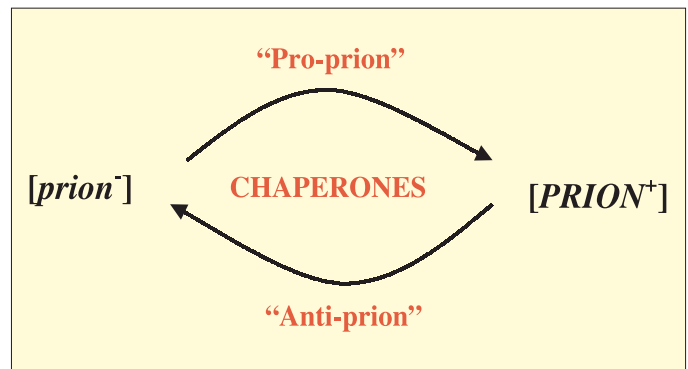 “Pro-prion”
[prion⁻]
CHAPERONES
[PRION⁺]
“Anti-prion”